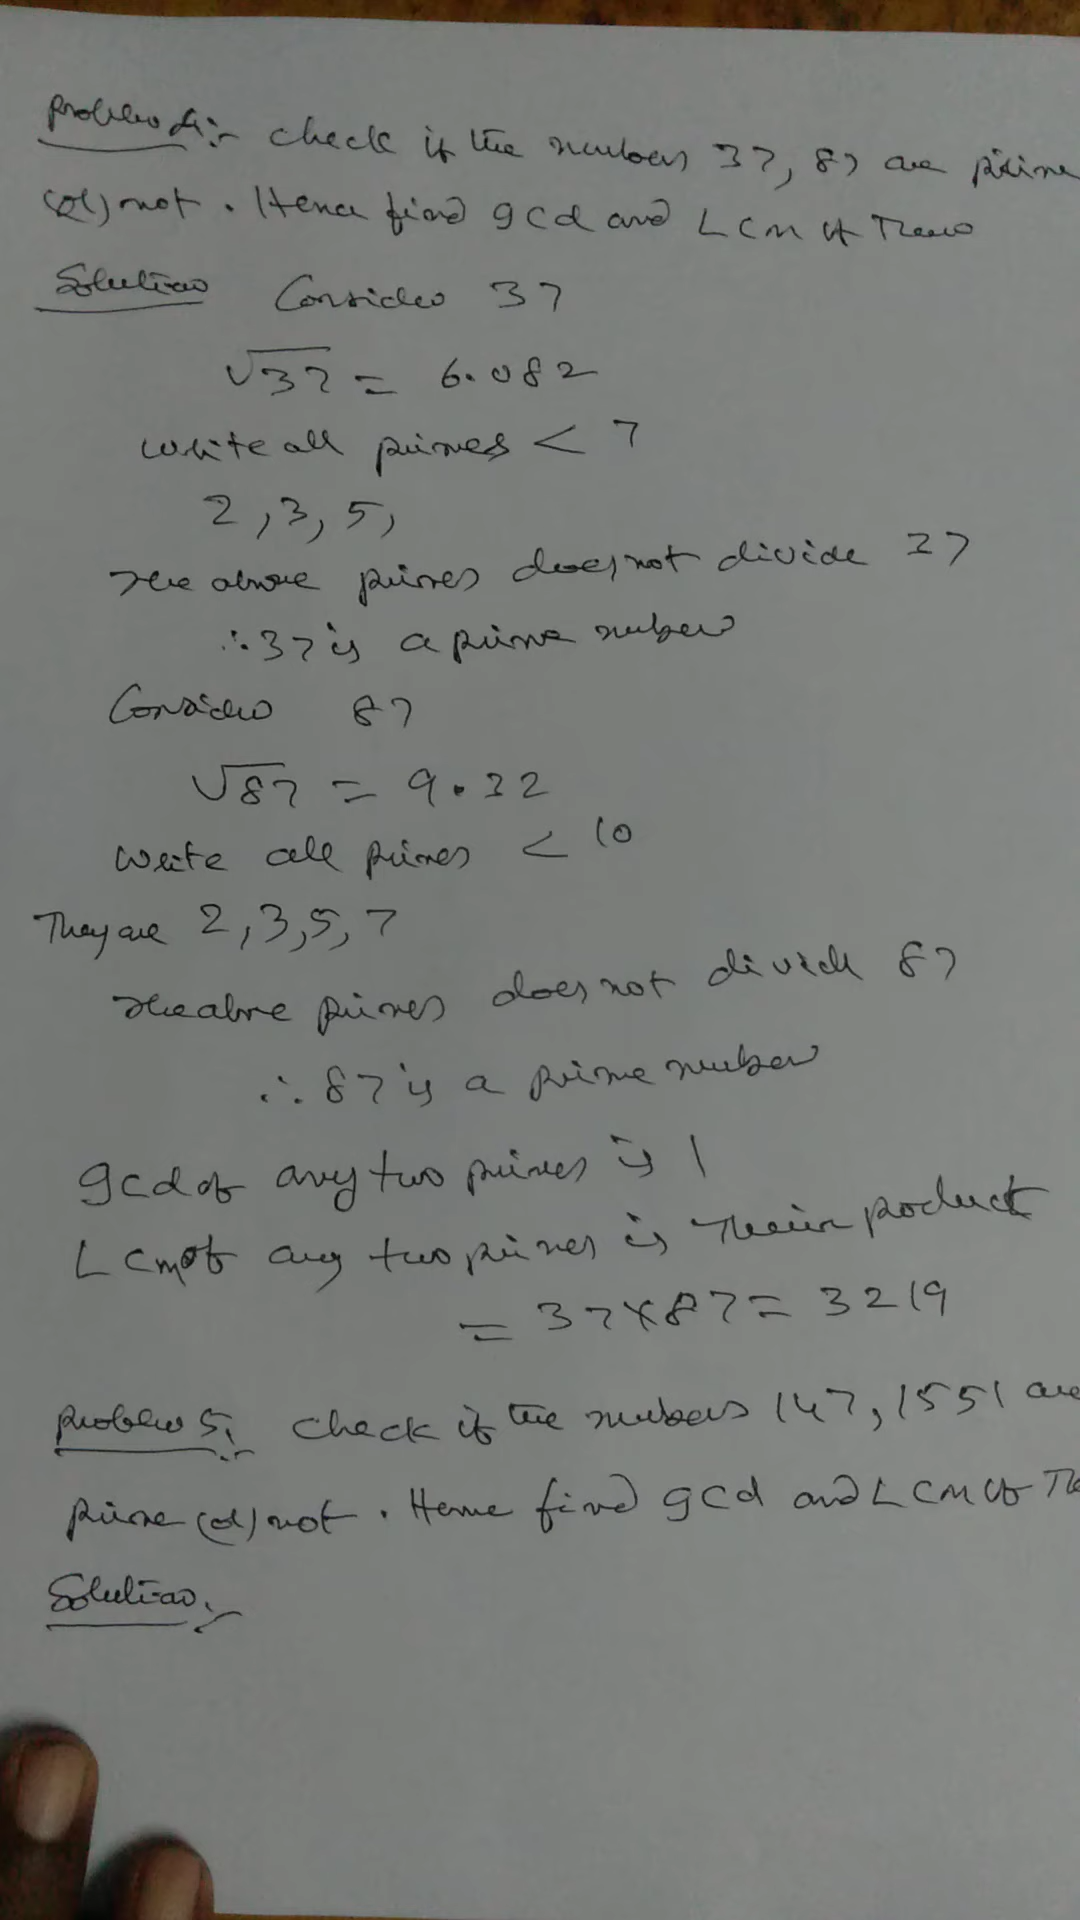 Problem 4:- check if the numbers 37, 87 are prime
(or) not. Hence find gcd and LCM of Them
Solution Consider 37
√37 = 6.082
write all primes < 7
2, 3, 5,
The above primes does not divide 37
∴ 37 is a prime number
Consider 87
√87 = 9.32
Write all primes < 10
They are 2, 3, 5, 7
The above primes does not divide 87
∴ 87 is a prime number
gcd of any two primes is 1
LCM of any two primes is Their product
= 37 x 87 = 3219
Problem 5:- check if the numbers 147, 1551 are
prime (or) not. Hence find gcd and LCM of The
Solution:-